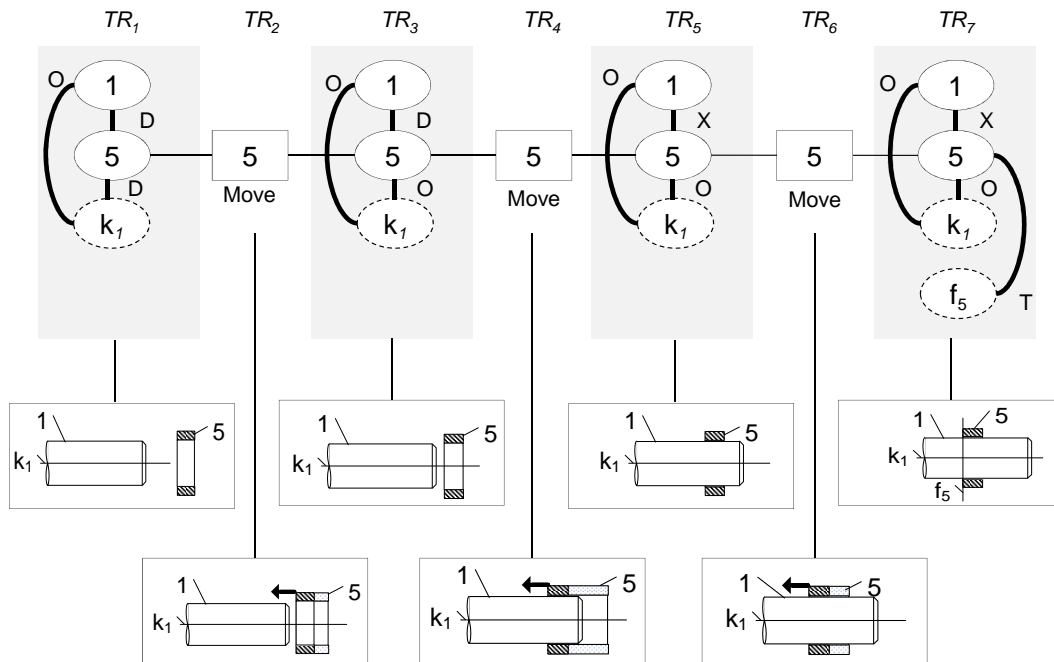 TR1 TR2 TR3 TR4 TR5 TR6 TR7
O 1 O 1 O 1 O 1
D D X X
5 5 5 5 5 5 5
D Move O Move O Move O
k1 k1 k1 k1
f5 T
1 5 1 5 1 5 1 5
k1 k1 k1 k1
f5
1 5 1 5 1 5
k1 k1 k1